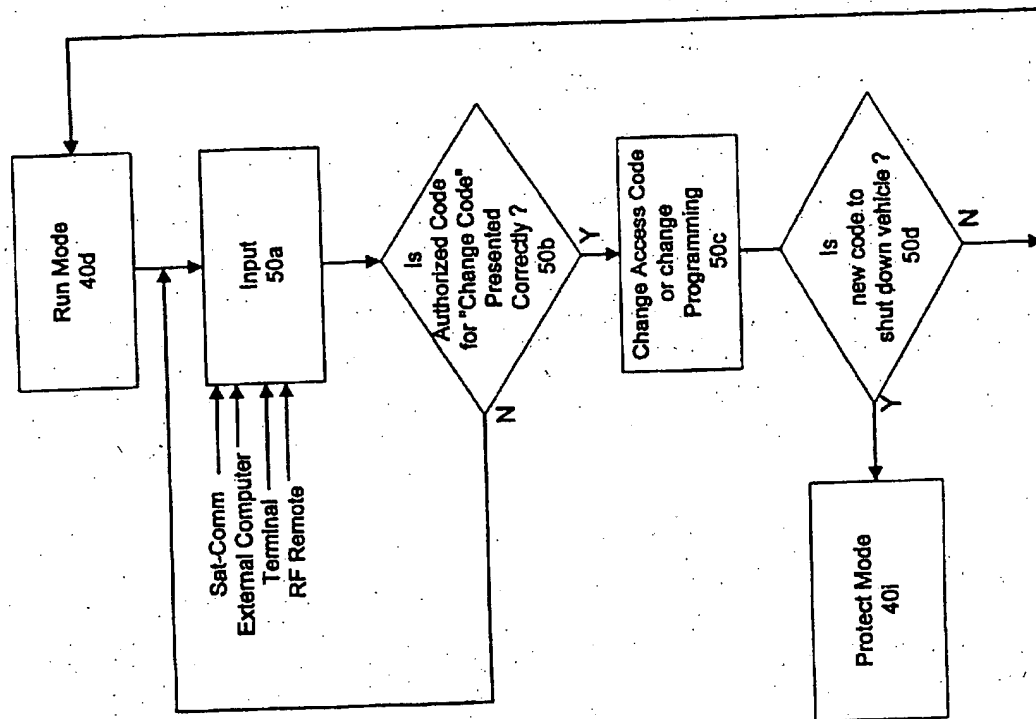 Run Mode
40d
Input
50a
Sat-Comm
External Computer
Terminal
RF Remote
Is
Authorized Code
for "Change Code"
Presented
Correctly ?
50b
N
Y
Change Access Code
or change
Programming
50c
Is
new code to
shut down vehicle ?
50d
Y
N
Protect Mode
40i